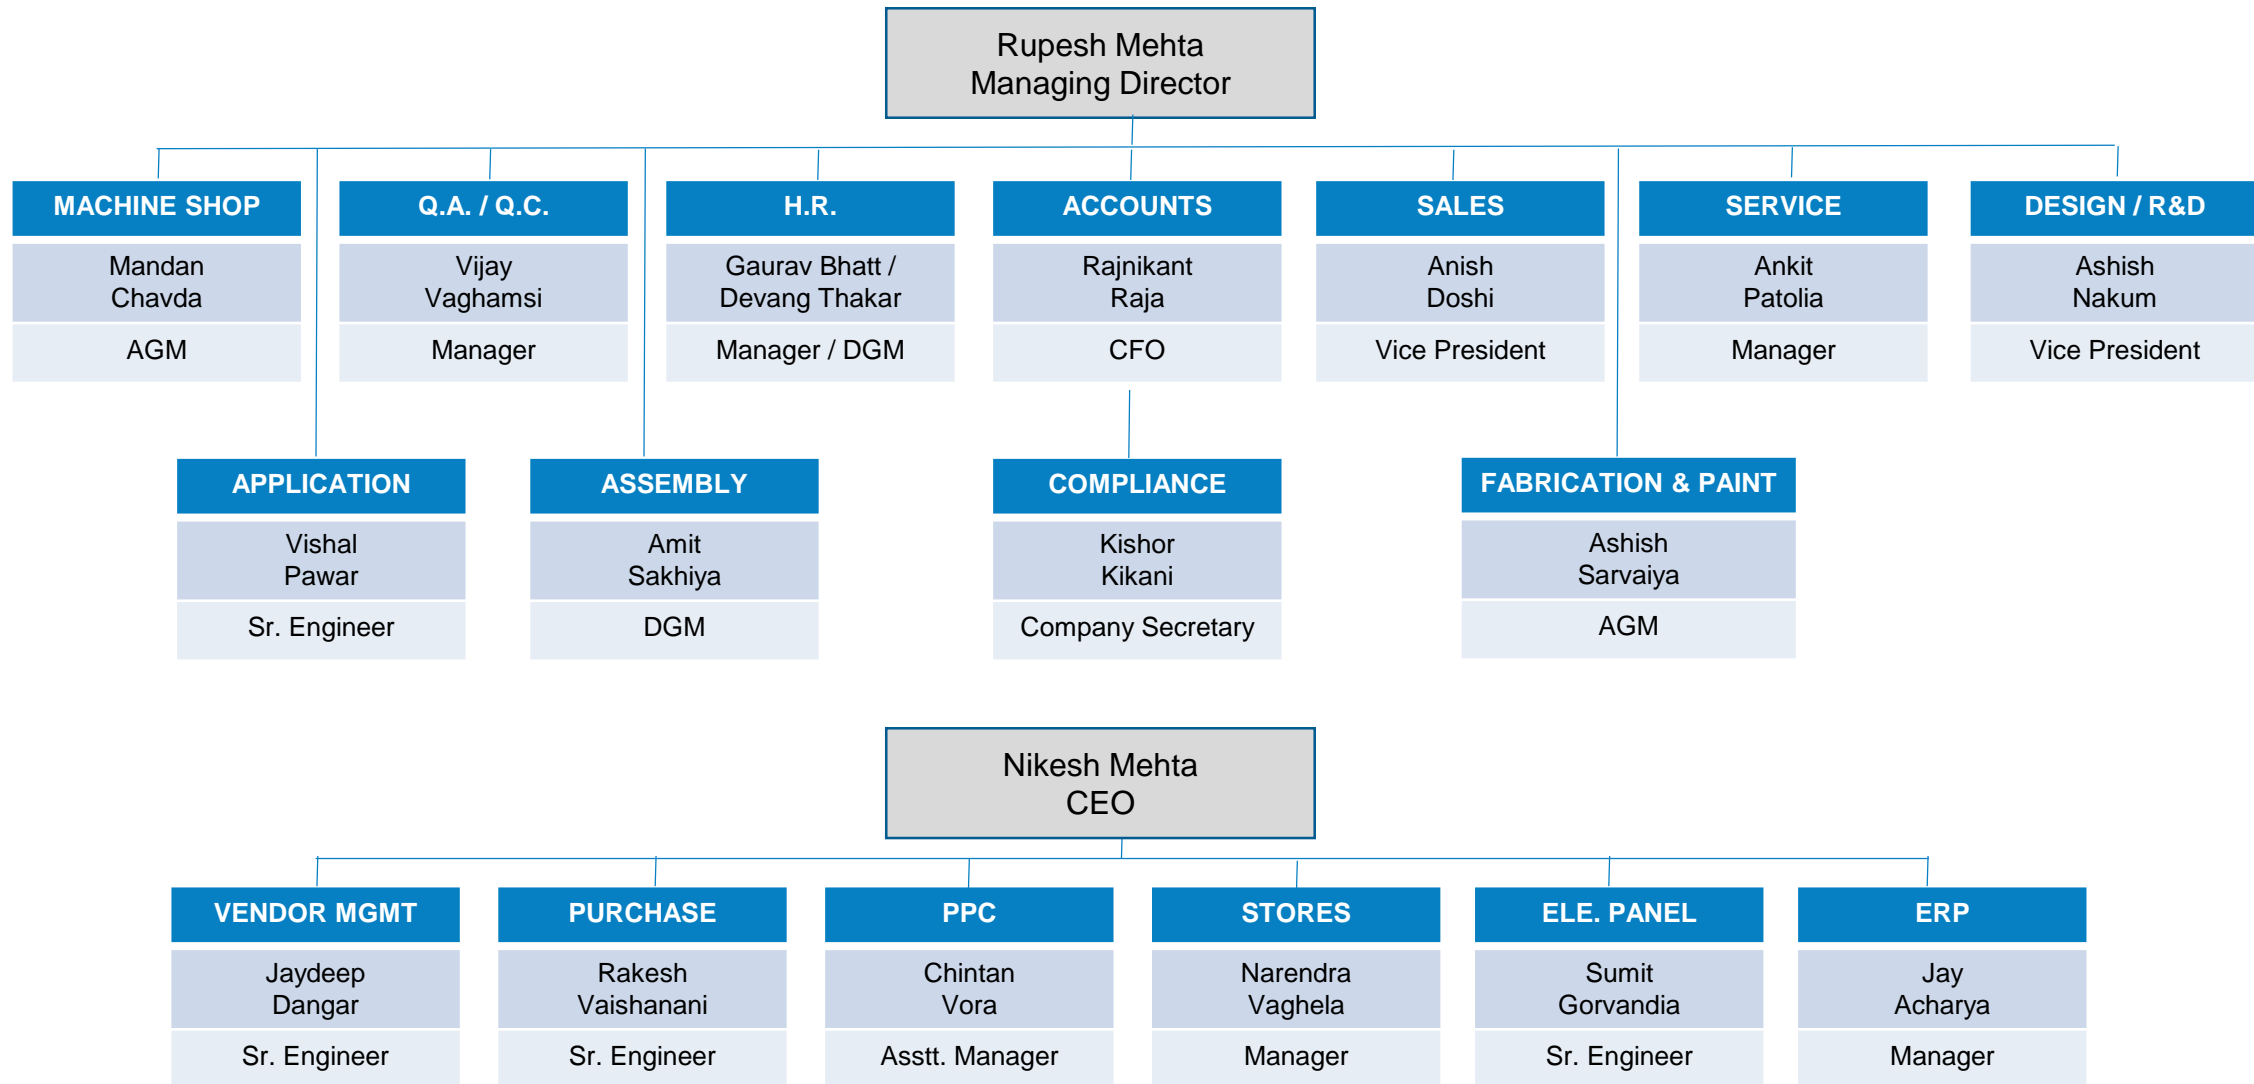 Rupesh Mehta
Managing Director
MACHINE SHOP
Mandan
Chavda
AGM
Q.A. / Q.C.
Vijay
Vaghamsi
Manager
H.R.
Gaurav Bhatt /
Devang Thakar
Manager / DGM
ACCOUNTS
Rajnikant
Raja
CFO
SALES
Anish
Doshi
Vice President
SERVICE
Ankit
Patolia
Manager
DESIGN / R&D
Ashish
Nakum
Vice President
APPLICATION
Vishal
Pawar
Sr. Engineer
ASSEMBLY
Amit
Sakhiya
DGM
COMPLIANCE
Kishor
Kikani
Company Secretary
FABRICATION & PAINT
Ashish
Sarvaiya
AGM
Nikesh Mehta
CEO
VENDOR MGMT
Jaydeep
Dangar
Sr. Engineer
PURCHASE
Rakesh
Vaishanani
Sr. Engineer
PPC
Chintan
Vora
Asstt. Manager
STORES
Narendra
Vaghela
Manager
ELE. PANEL
Sumit
Gorvandia
Sr. Engineer
ERP
Jay
Acharya
Manager